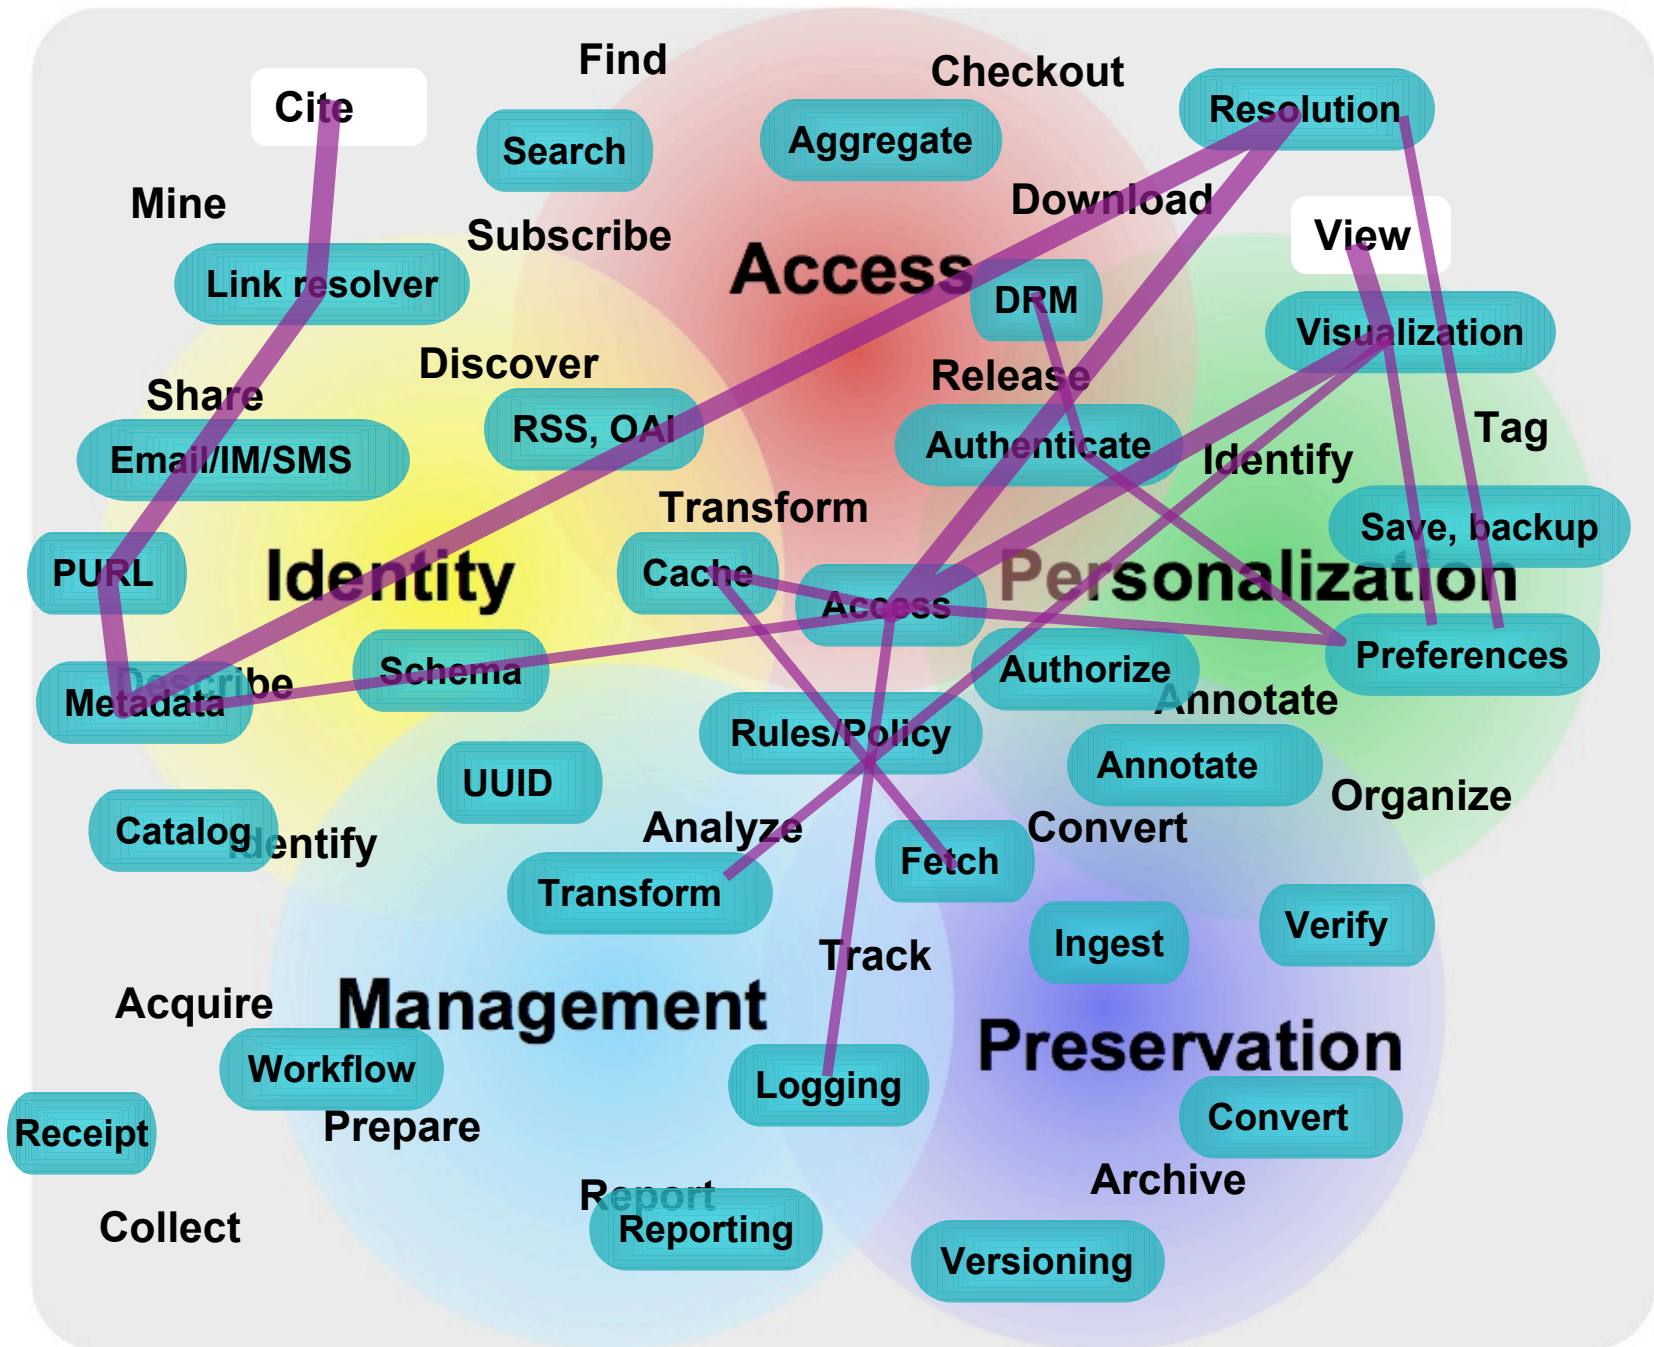 Find
Checkout
Cite
Resolution
Search
Aggregate
Mine
Download
Subscribe
View
Link resolver
Access
DRM
Visualization
Discover
Release
Share
RSS, OAI
Authenticate
Tag
Email/IM/SMS
Identify
Transform
Save, backup
PURL
Identity
Cache
Access
Personalization
Describe
Metadata
Schema
Authorize
Preferences
Annotate
Rules/Policy
UUID
Annotate
Organize
Catalog
Identify
Analyze
Convert
Fetch
Transform
Verify
Ingest
Track
Acquire
Management
Preservation
Workflow
Logging
Receipt
Prepare
Convert
Archive
Report
Collect
Reporting
Versioning